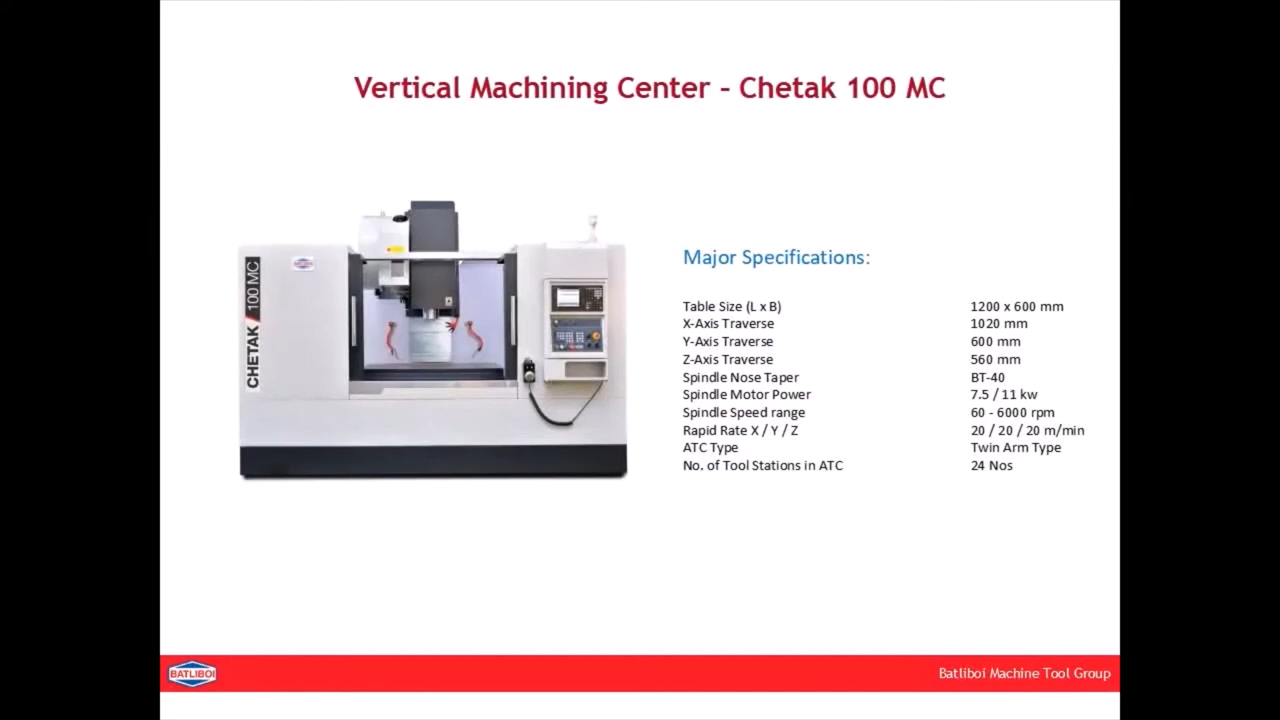 Vertical Machining Center – Chetak 100 MC
CHETAK / 100 MC
Major Specifications:
Table Size (L x B) 1200 x 600 mm
X-Axis Traverse 1020 mm
Y-Axis Traverse 600 mm
Z-Axis Traverse 560 mm
Spindle Nose Taper BT-40
Spindle Motor Power 7.5 / 11 kw
Spindle Speed range 60 - 6000 rpm
Rapid Rate X / Y / Z 20 / 20 / 20 m/min
ATC Type Twin Arm Type
No. of Tool Stations in ATC 24 Nos
BATLIBOI
Batliboi Machine Tool Group